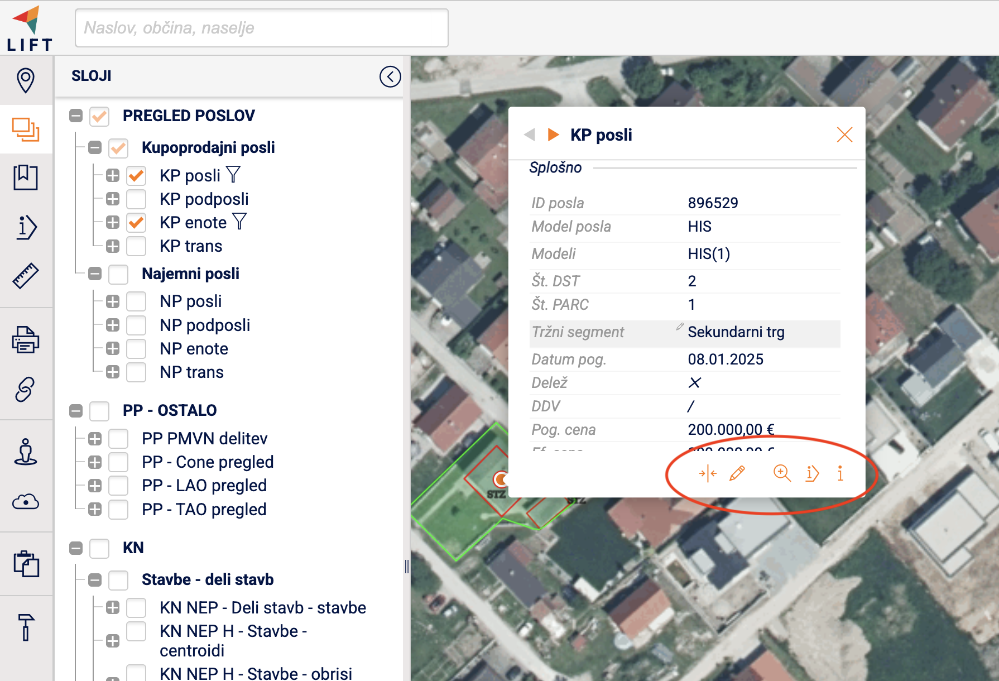 LIFT
Naslov, občina, naselje
SLOJI
PREGLED POSLOV
Kupoprodajni posli
KP posli
KP podposli
KP enote
KP trans
Najemni posli
NP posli
NP podposli
NP enote
NP trans
PP - OSTALO
PP PMVN delitev
PP - Cone pregled
PP - LAO pregled
PP - TAO pregled
KN
Stavbe - deli stavb
KN NEP - Deli stavb - stavbe
KN NEP H - Stavbe -
centroidi
KN NEP H - Stavbe - obrisi
KP posli
Splošno
ID posla 896529
Model posla HIS
Modeli HIS(1)
Št. DST 2
Št. PARC 1
Tržni segment Sekundarni trg
Datum pog. 08.01.2025
Delež ✕
DDV /
Pog. cena 200.000,00 €
STZ
STZ